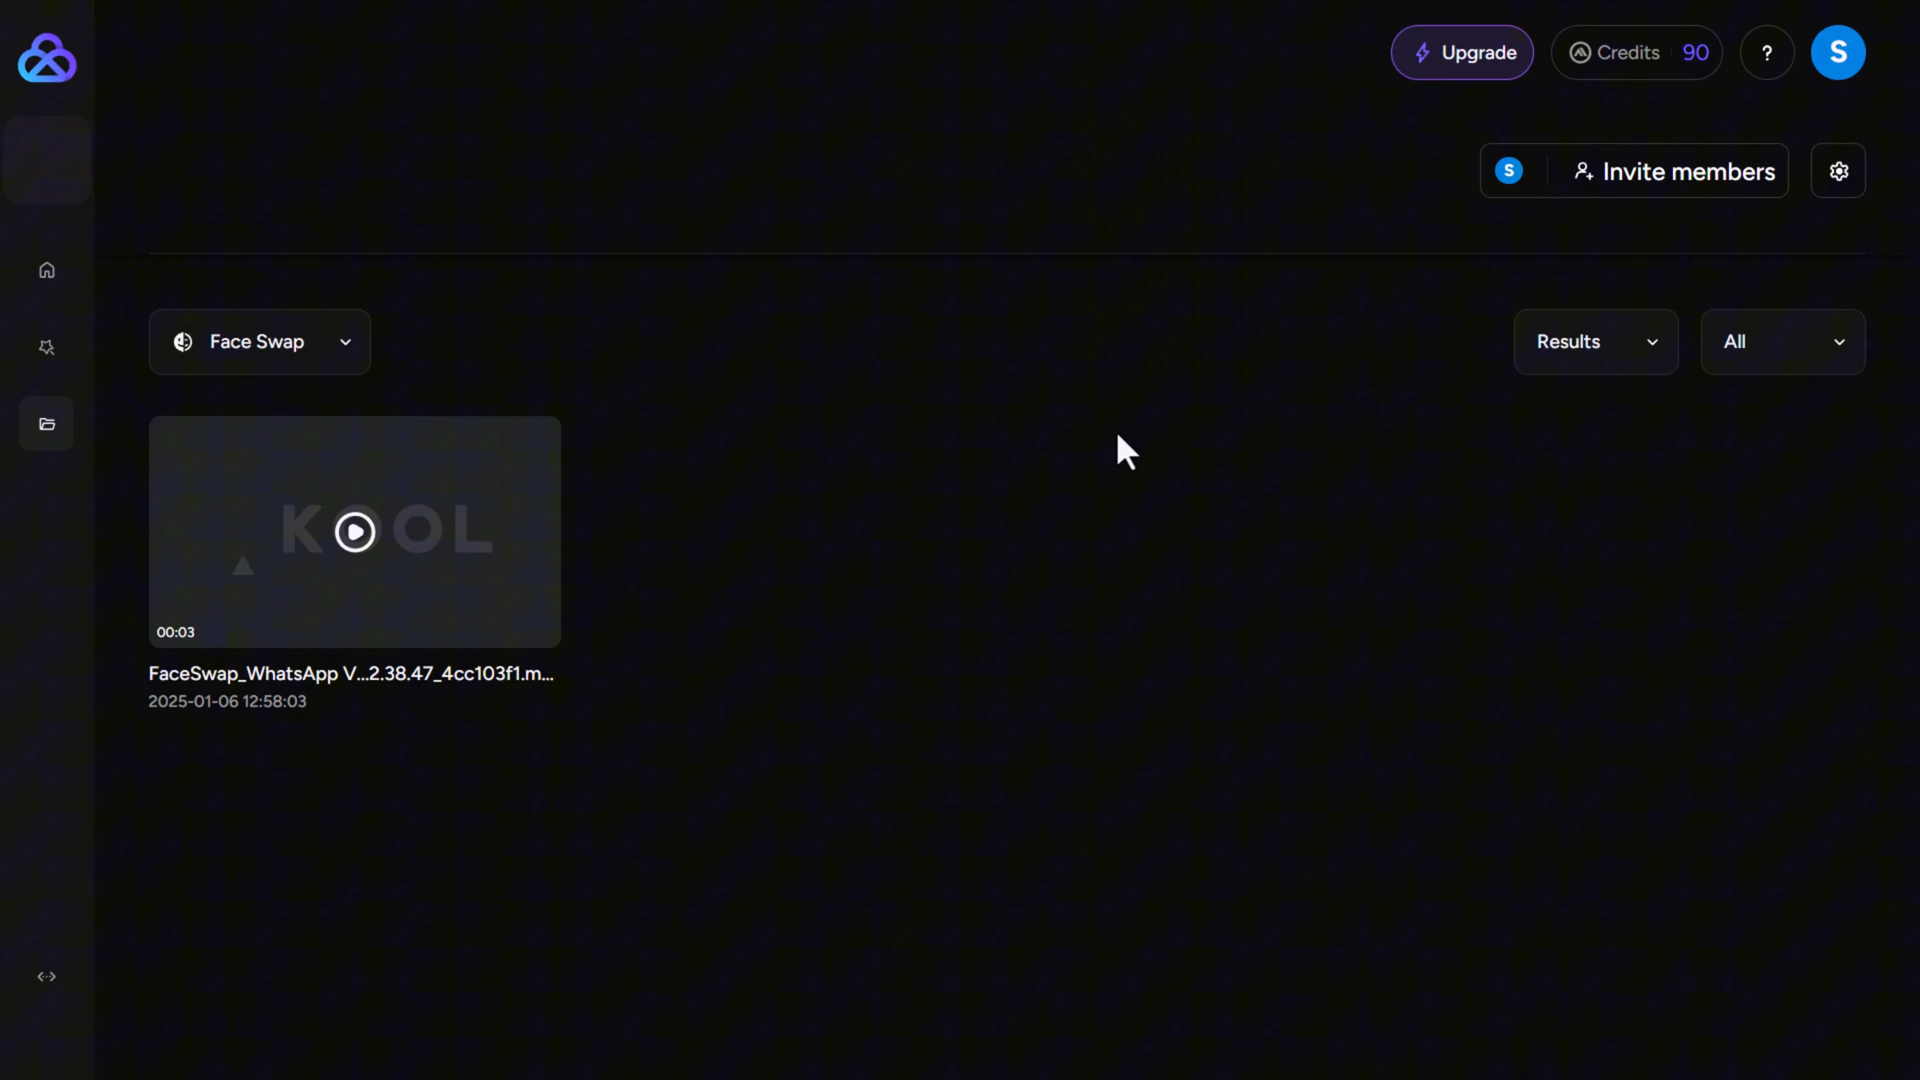 Upgrade
Credits 90
?
S
S
Invite members
Face Swap
Results
All
KOOL
00:03
FaceSwap_WhatsApp V...2.38.47_4cc103f1.m...
2025-01-06 12:58:03